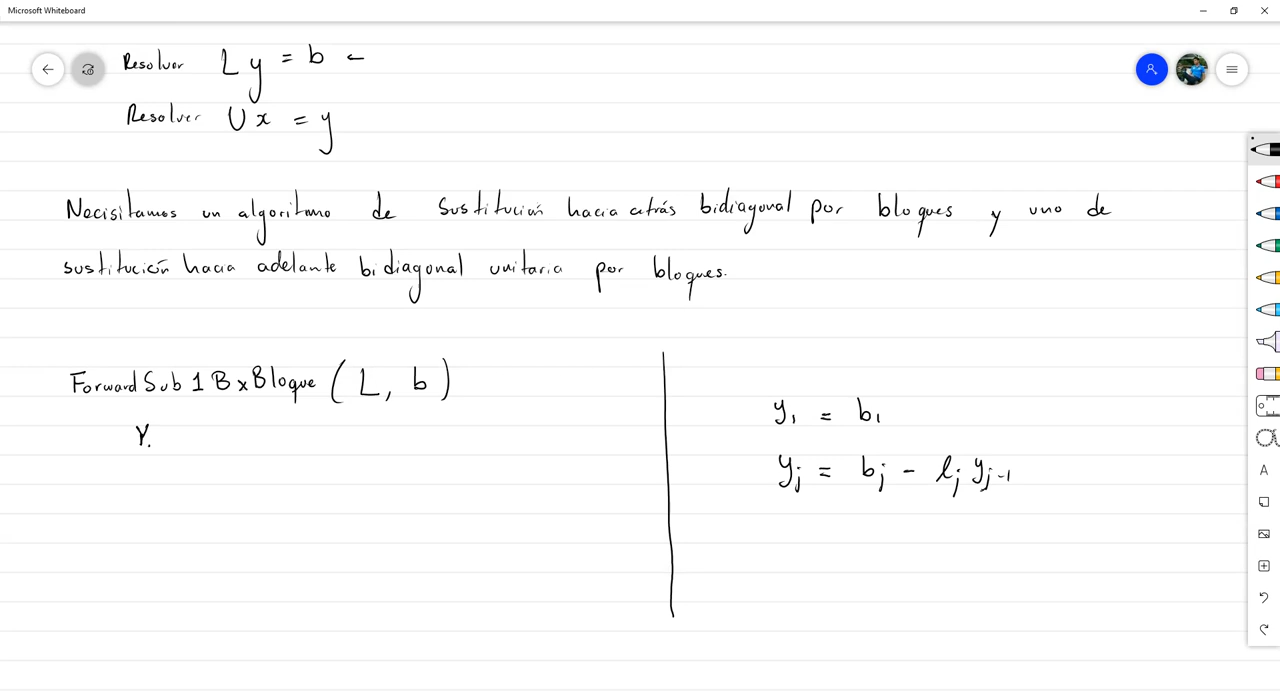 Microsoft Whiteboard
Resolver Ly = b ←
Resolver Ux = y
Necisitamos un algoritmo de sustitución hacia atrás bidiagonal por bloques y uno de
sustitución hacia adelante bidiagonal unitaria por bloques.
ForwardSub1BxBloque (L, b)
Y.
y₁ = b₁
yⱼ = bⱼ - ℓⱼ yⱼ₋₁
A